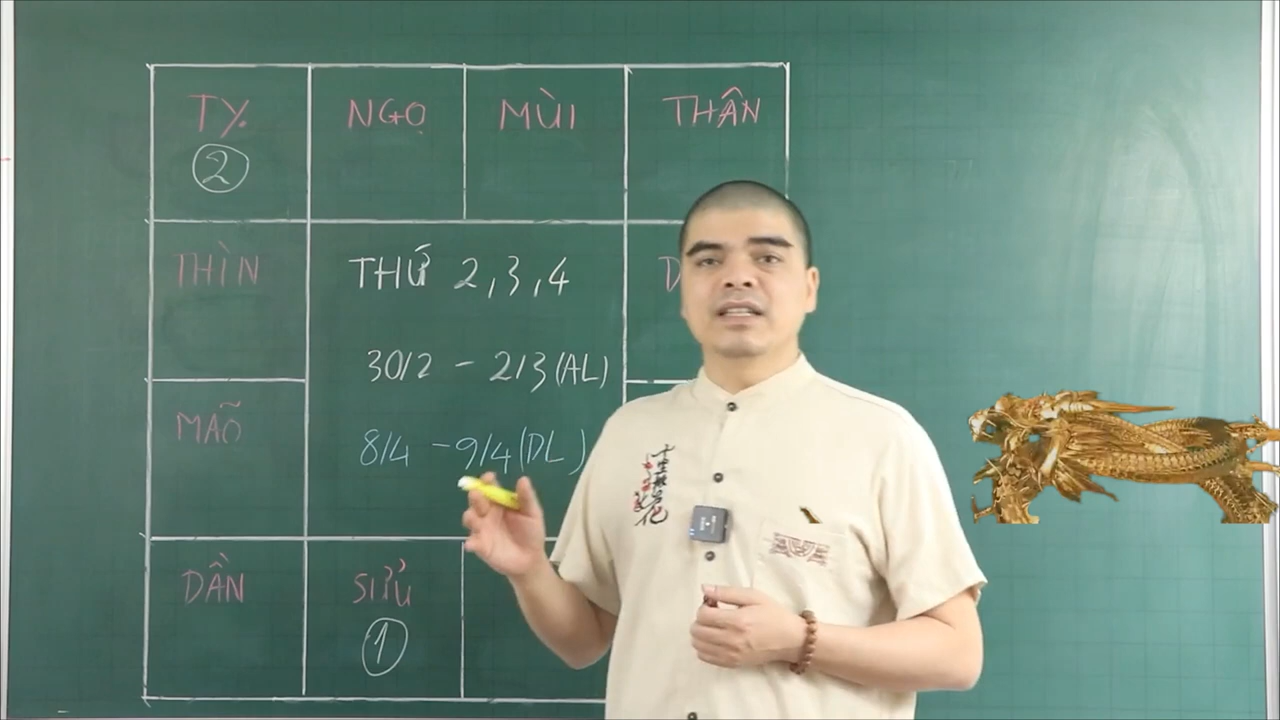 TỴ NGỌ MÙI THÂN
2
THÌN THỨ 2,3,4 D
30/2 - 2/3 (AL)
MÃO 8/4 - 9/4 (DL)
DẦN SỬU
1